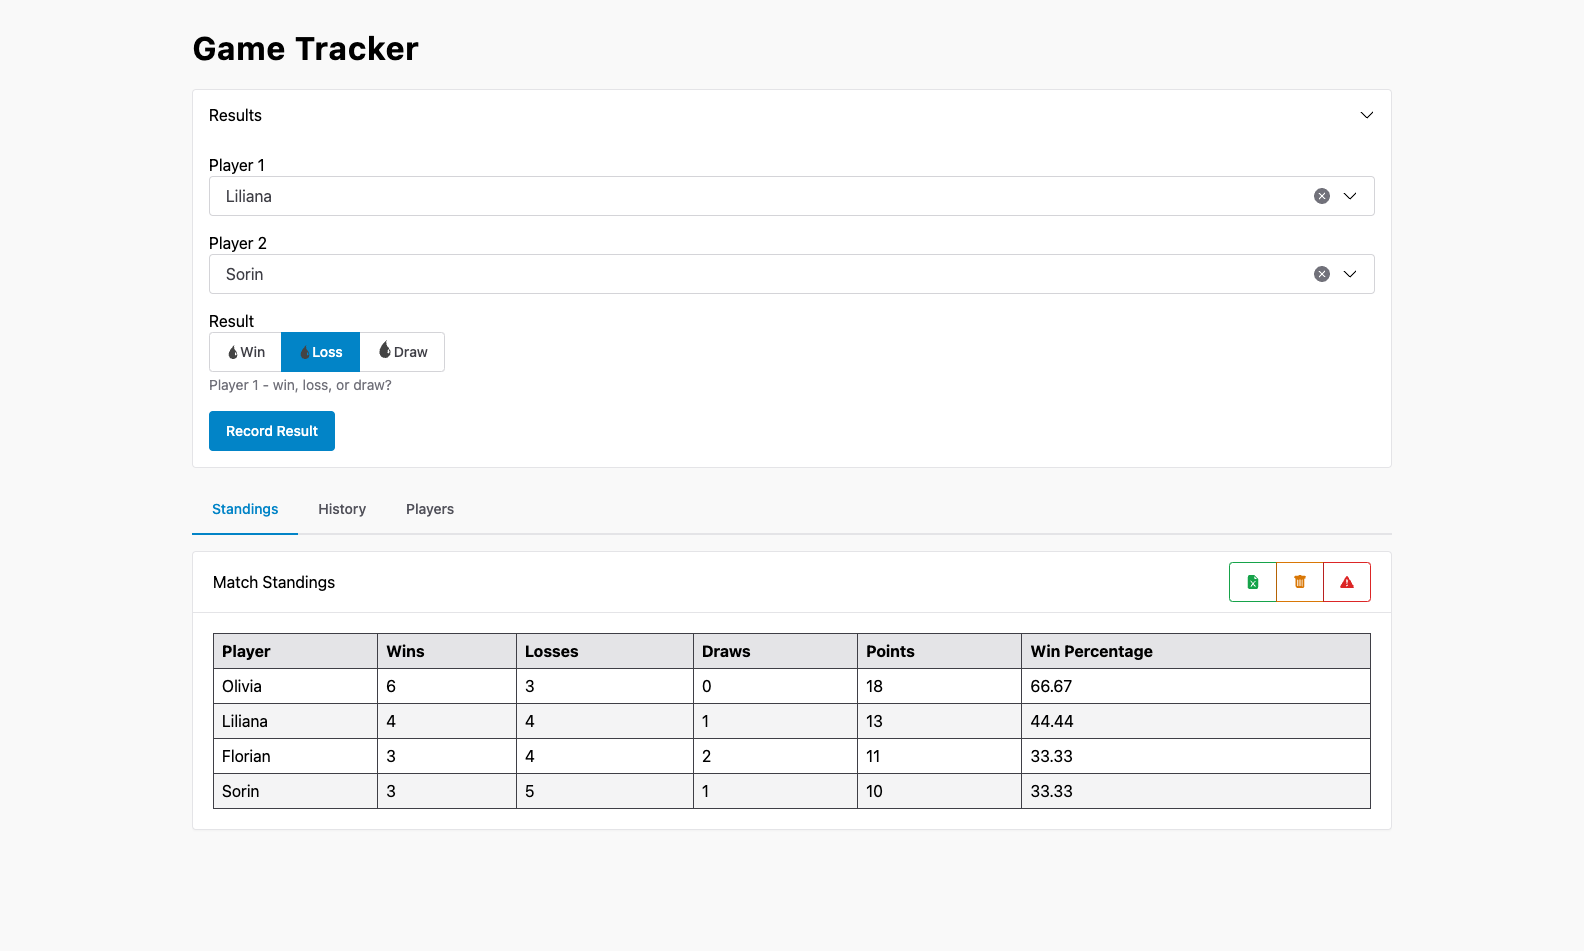 Game Tracker
Results
Player 1
Liliana
Player 2
Sorin
Result
Win Loss Draw
Player 1 - win, loss, or draw?
Record Result
Standings History Players
Match Standings
Player Wins Losses Draws Points Win Percentage
Olivia 6 3 0 18 66.67
Liliana 4 4 1 13 44.44
Florian 3 4 2 11 33.33
Sorin 3 5 1 10 33.33